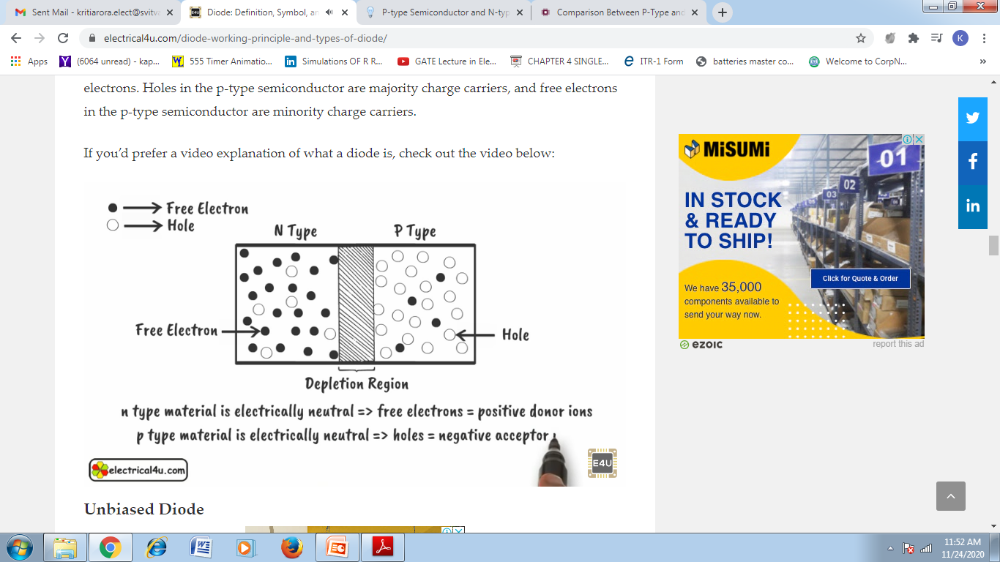 Sent Mail - kritiarora.elect@svitva
Diode: Definition, Symbol, an
P-type Semiconductor and N-typ
Comparison Between P-Type and
electrical4u.com/diode-working-principle-and-types-of-diode/
K
Apps
(6064 unread) - kap...
555 Timer Animatio...
Simulations OF R R...
GATE Lecture in Ele...
CHAPTER 4 SINGLE...
ITR-1 Form
batteries master co...
Welcome to CorpN...
»
electrons. Holes in the p-type semiconductor are majority charge carriers, and free electrons
in the p-type semiconductor are minority charge carriers.
If you'd prefer a video explanation of what a diode is, check out the video below:
Free Electron
Hole
N Type
P Type
Free Electron
Hole
Depletion Region
n type material is electrically neutral => free electrons = positive donor ions
p type material is electrically neutral => holes = negative acceptor
electrical4u.com
E4U
Unbiased Diode
MiSUMi
01
02
03
IN STOCK
& READY
TO SHIP!
Click for Quote & Order
We have 35,000
components available to
send your way now.
ezoic
report this ad
11:52 AM
11/24/2020